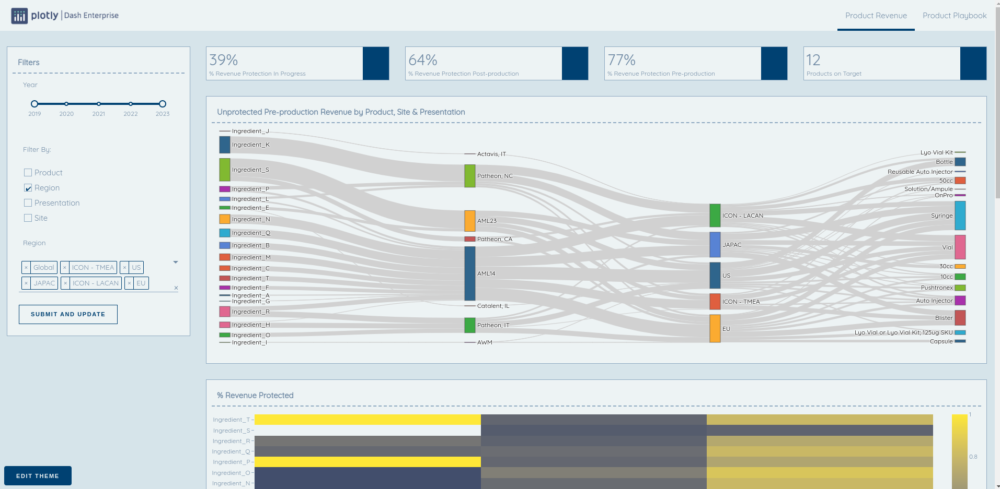 plotly | Dash Enterprise
Product Revenue
Product Playbook
Filters
Year
2019 2020 2021 2022 2023
Filter By:
Product
Region
Presentation
Site
Region
× Global × ICON - TMEA × US
× JAPAC × ICON - LACAN × EU ×
SUBMIT AND UPDATE
EDIT THEME
39%
% Revenue Protection In Progress
64%
% Revenue Protection Post-production
77%
% Revenue Protection Pre-production
12
Products on Target
Unprotected Pre-production Revenue by Product, Site & Presentation
Ingredient_J
Ingredient_K
Ingredient_S
Ingredient_P
Ingredient_L
Ingredient_E
Ingredient_N
Ingredient_Q
Ingredient_B
Ingredient_M
Ingredient_C
Ingredient_T
Ingredient_F
Ingredient_A
Ingredient_G
Ingredient_R
Ingredient_H
Ingredient_O
Ingredient_I
Actavis, IT
Patheon, NC
AML23
Patheon, CA
AML14
Catalent, IL
Patheon, IT
AWM
ICON - LACAN
JAPAC
US
ICON - TMEA
EU
Lyo Vial Kit
Bottle
Reusable Auto Injector
50cc
Solution/Ampule
OnPro
Syringe
Vial
30cc
10cc
Pushtronex
Auto Injector
Blister
Lyo Vial or Lyo Vial Kit; 125ug SKU
Capsule
% Revenue Protected
Ingredient_T
Ingredient_S
Ingredient_R
Ingredient_Q
Ingredient_P
Ingredient_O
Ingredient_N
1
0.8